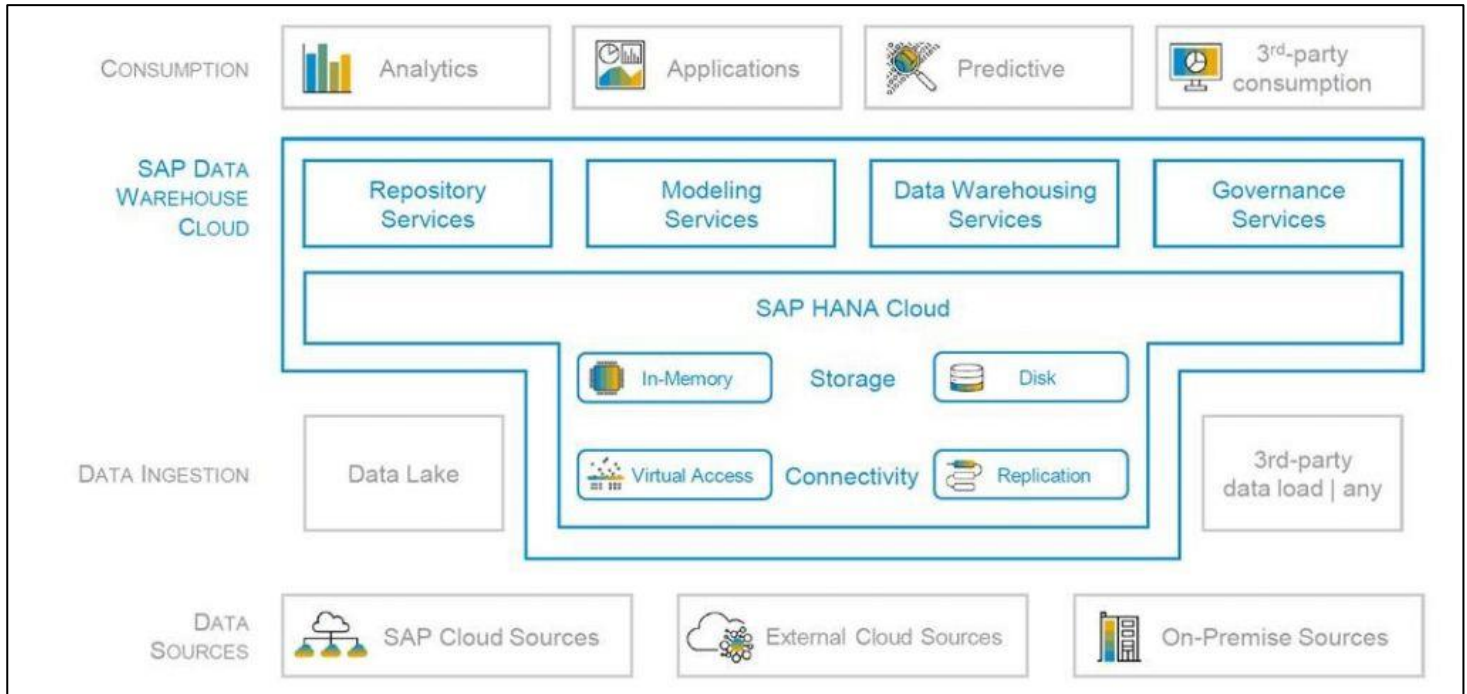 CONSUMPTION
Analytics
Applications
Predictive
3rd-party
consumption
SAP DATA
WAREHOUSE
CLOUD
Repository
Services
Modeling
Services
Data Warehousing
Services
Governance
Services
SAP HANA Cloud
In-Memory
Storage
Disk
DATA INGESTION
Data Lake
Virtual Access
Connectivity
Replication
3rd-party
data load | any
DATA
SOURCES
SAP Cloud Sources
External Cloud Sources
On-Premise Sources